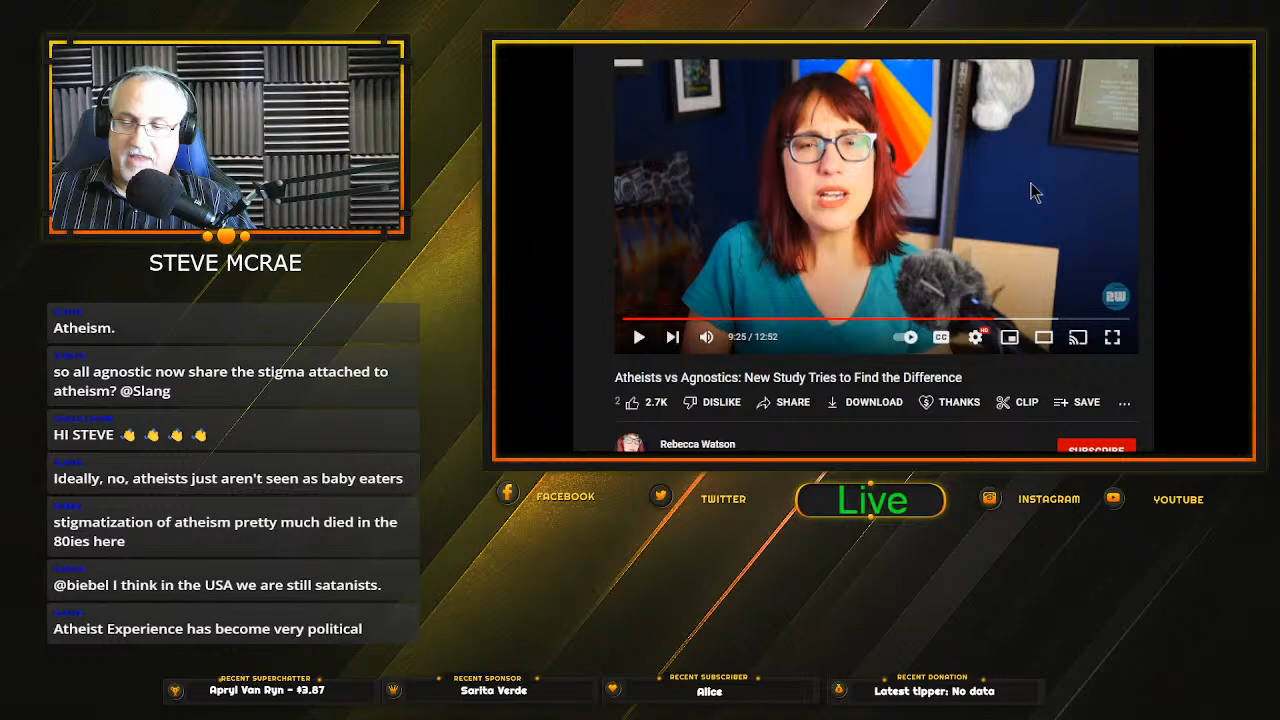 STEVE MCRAE
Atheism.
so all agnostic now share the stigma attached to
atheism? @Slang
HI STEVE 👏 👏 👏 👏
Ideally, no, atheists just aren't seen as baby eaters
stigmatization of atheism pretty much died in the
80ies here
@biebel I think in the USA we are still satanists.
Atheist Experience has become very political
RW
9:25 / 12:52
CC
HD
Atheists vs Agnostics: New Study Tries to Find the Difference
2.7K DISLIKE SHARE DOWNLOAD THANKS CLIP SAVE ...
Rebecca Watson
SUBSCRIBE
FACEBOOK
TWITTER
Live
INSTAGRAM
YOUTUBE
RECENT SUPERCHATTER
Apryl Van Ryn - $3.87
RECENT SPONSOR
Sarita Verde
RECENT SUBSCRIBER
Alice
RECENT DONATION
Latest tipper: No data